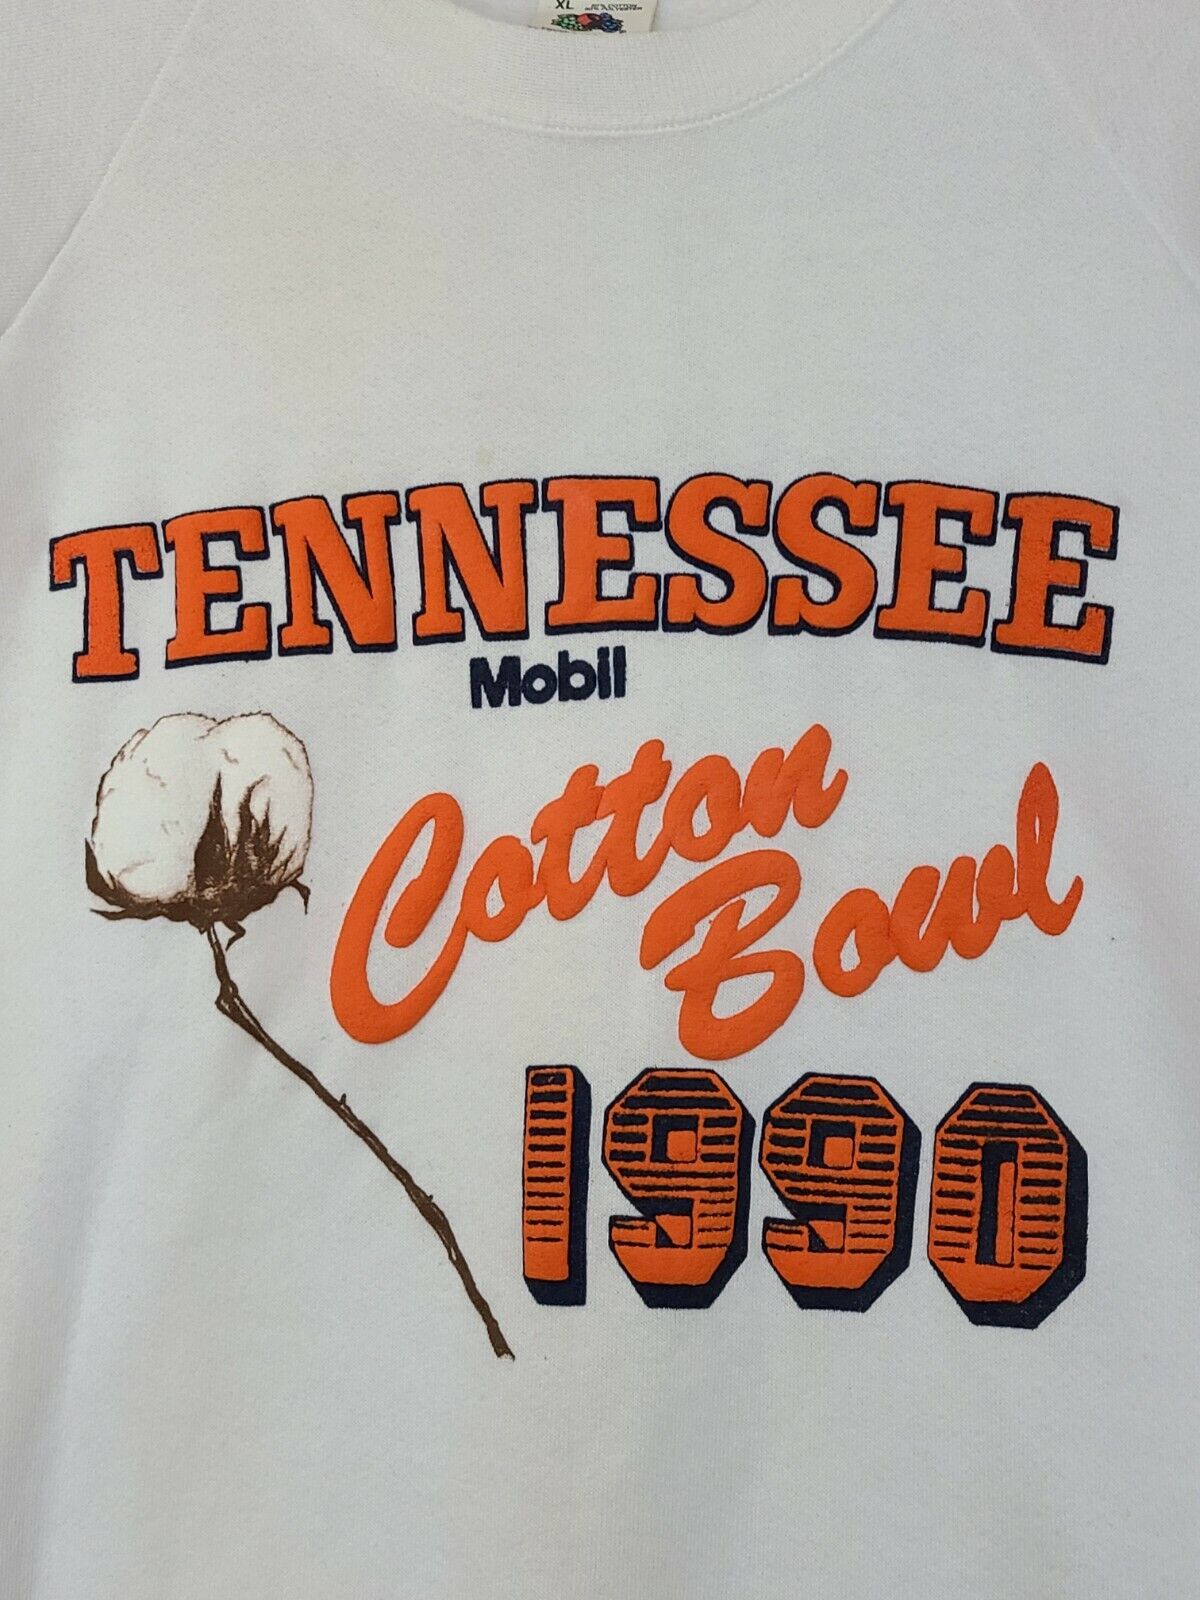 XL
TENNESSEE
Mobil
Cotton
Bowl
1990